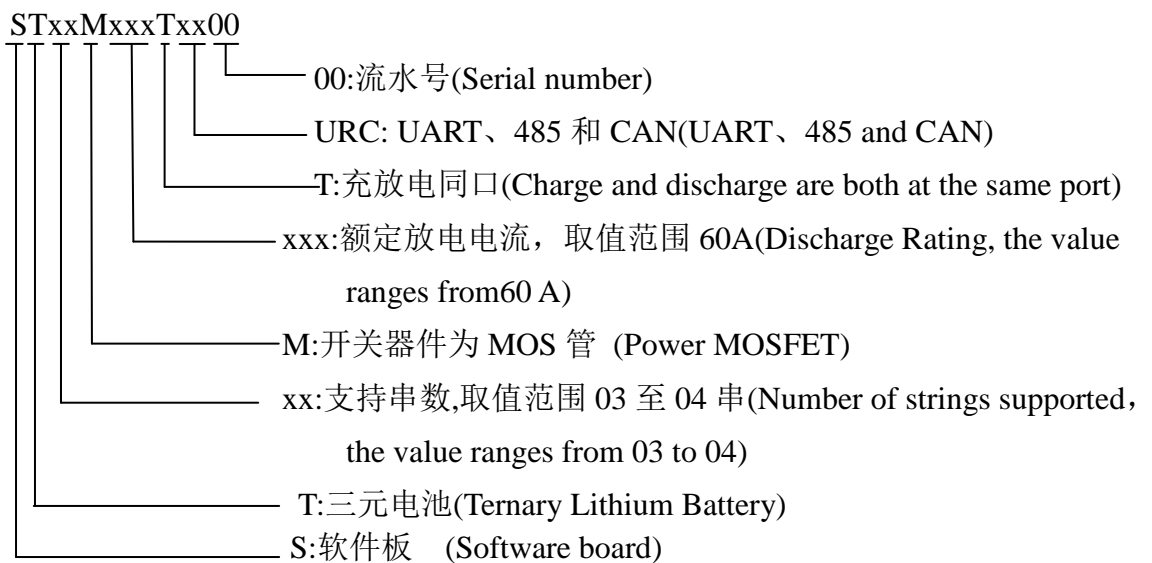 STxxMxxxTxx00
00:流水号(Serial number)
URC: UART、485 和 CAN(UART、485 and CAN)
T:充放电同口(Charge and discharge are both at the same port)
xxx:额定放电电流，取值范围 60A(Discharge Rating, the value
ranges from60 A)
M:开关器件为 MOS 管 (Power MOSFET)
xx:支持串数,取值范围 03 至 04 串(Number of strings supported，
the value ranges from 03 to 04)
T:三元电池(Ternary Lithium Battery)
S:软件板 (Software board)